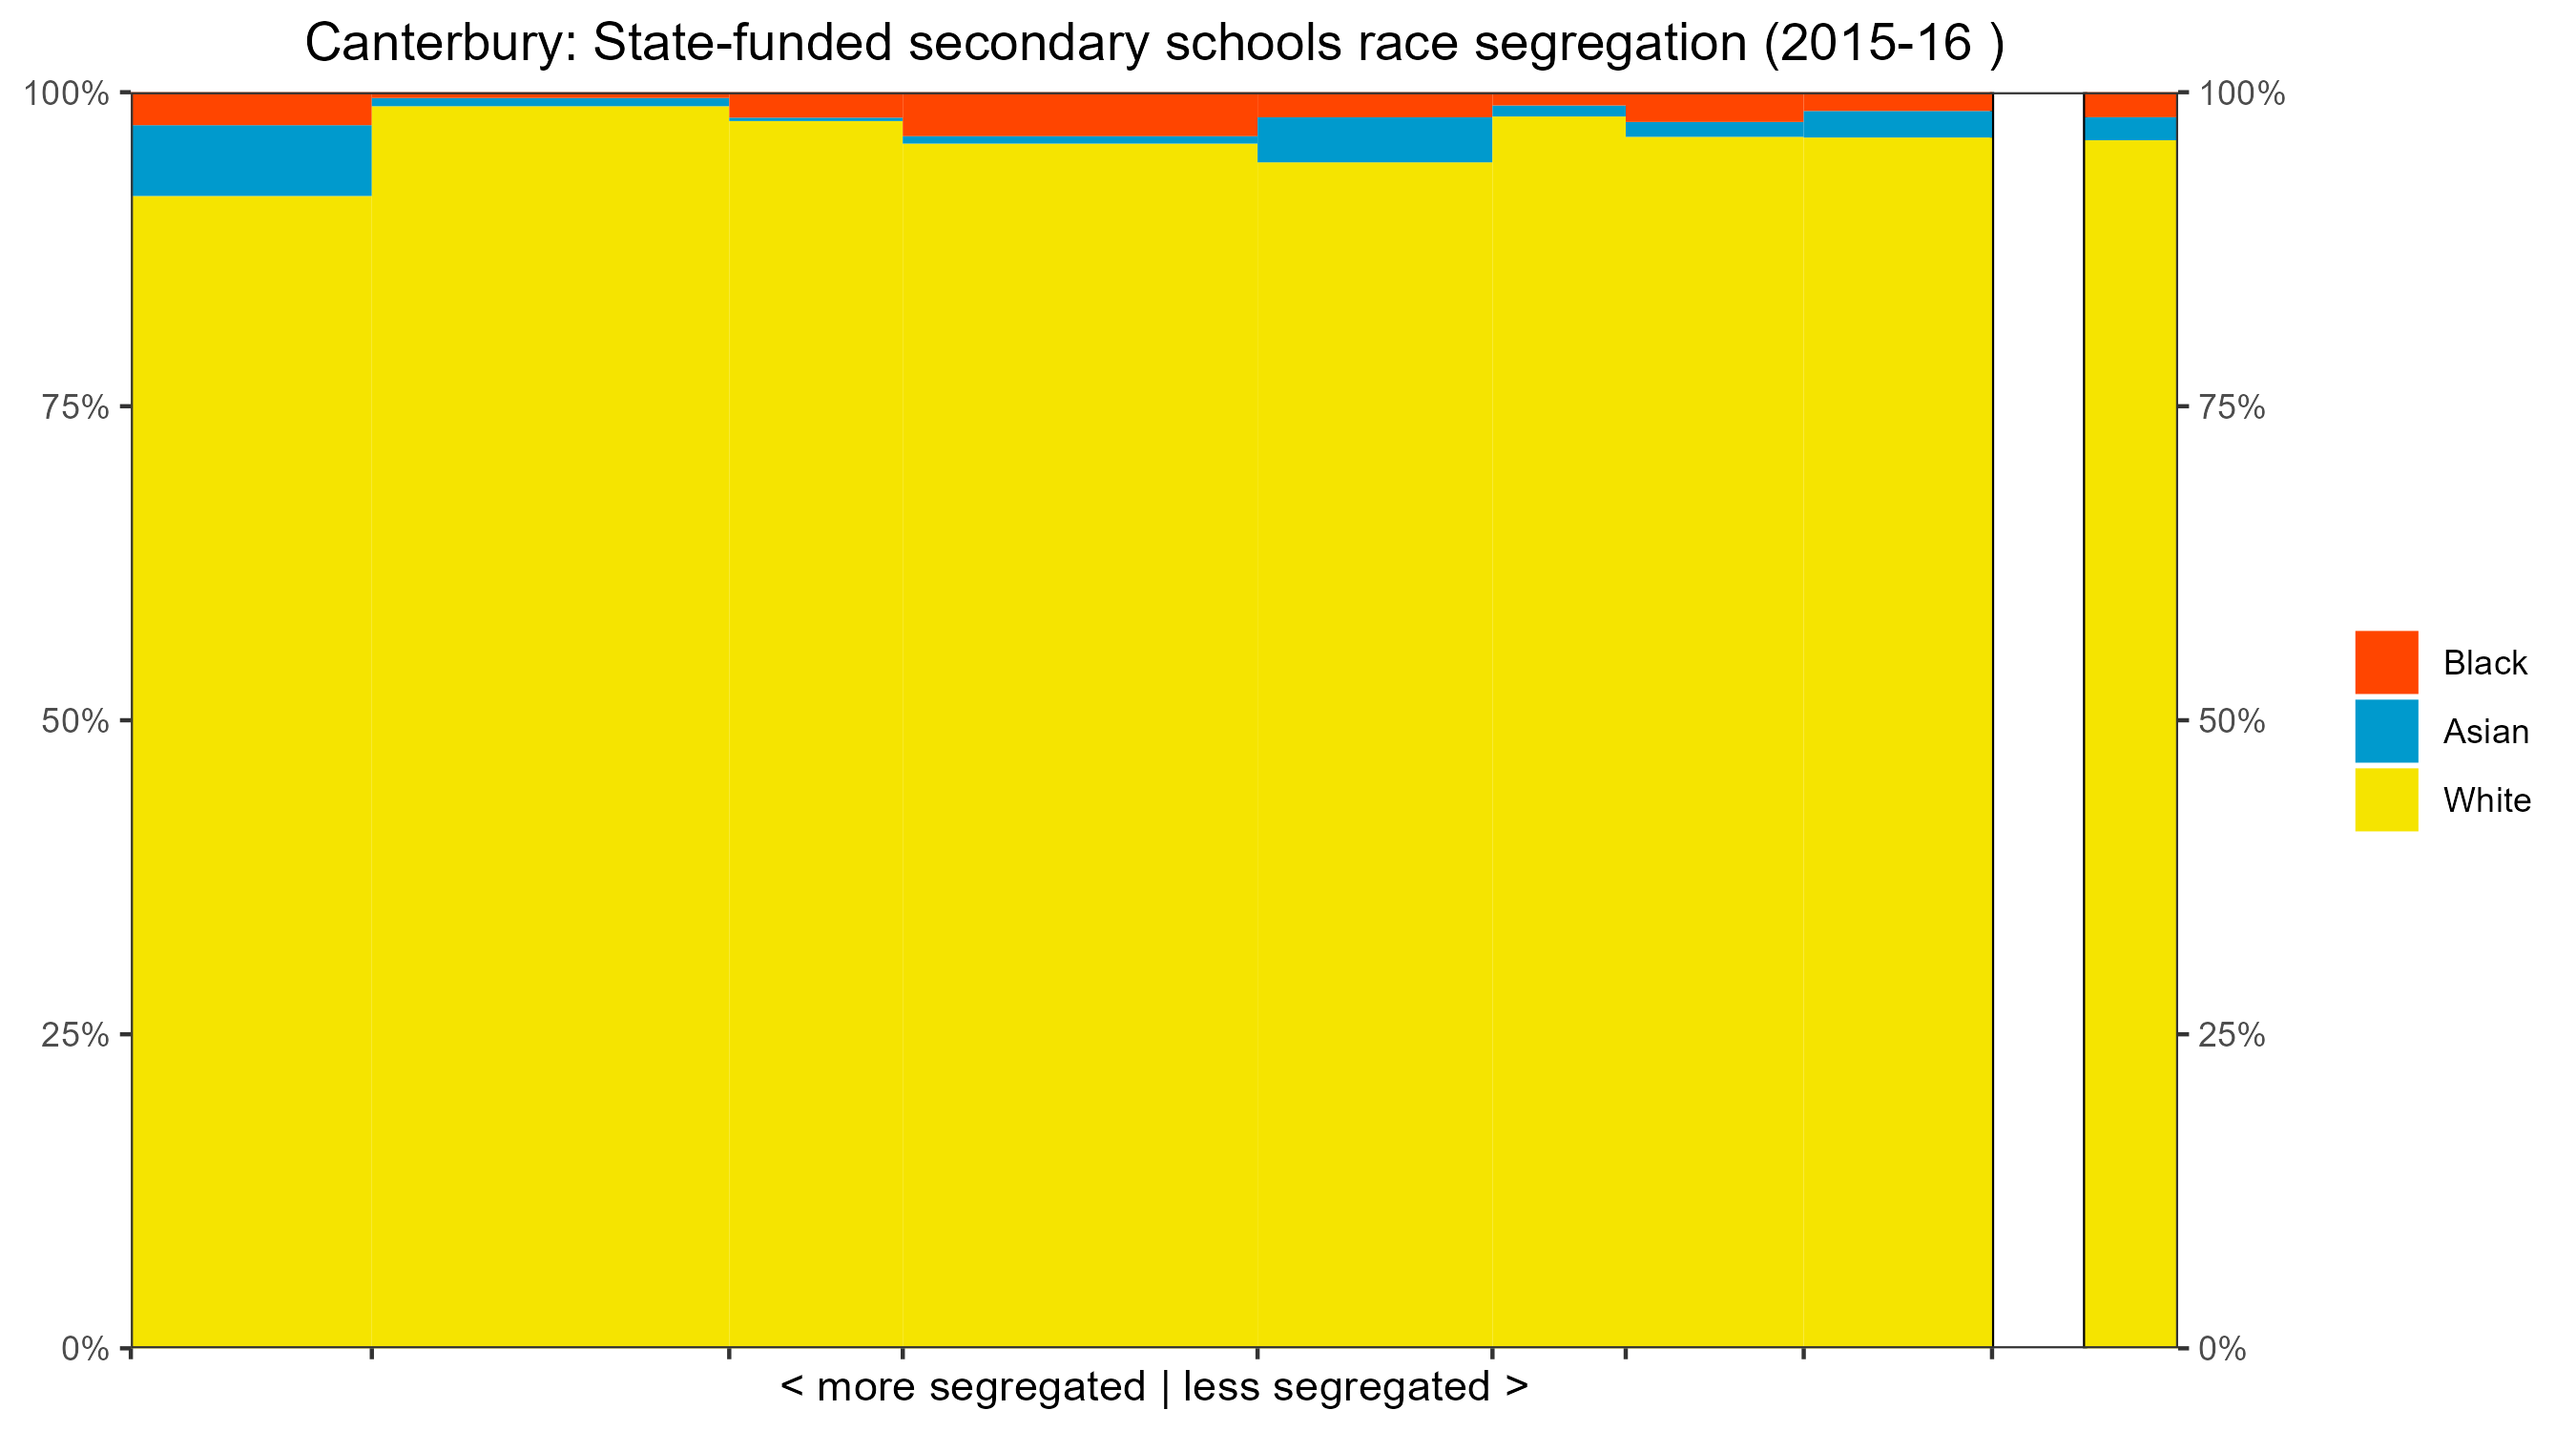 Canterbury: State-funded secondary schools race segregation (2015-16 )
100%
100%
75%
75%
50%
50%
25%
25%
0%
0%
Black
Asian
White
< more segregated | less segregated >